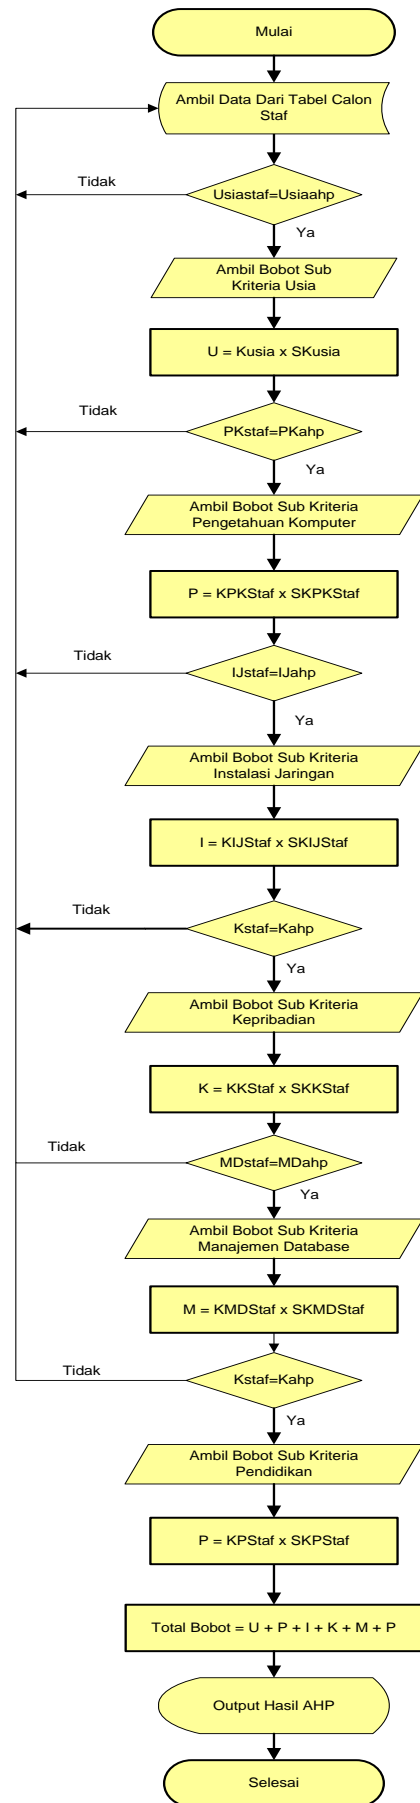 Mulai
Ambil Data Dari Tabel Calon
Staf
Tidak
Usiastaf=Usiaahp
Ya
Ambil Bobot Sub
Kriteria Usia
U = Kusia x SKusia
Tidak
PKstaf=PKahp
Ya
Ambil Bobot Sub Kriteria
Pengetahuan Komputer
P = KPKStaf x SKPKStaf
Tidak
IJstaf=IJahp
Ya
Ambil Bobot Sub Kriteria
Instalasi Jaringan
I = KIJStaf x SKIJStaf
Tidak
Kstaf=Kahp
Ya
Ambil Bobot Sub Kriteria
Kepribadian
K = KKStaf x SKKStaf
Tidak
MDstaf=MDahp
Ya
Ambil Bobot Sub Kriteria
Manajemen Database
M = KMDStaf x SKMDStaf
Tidak
Kstaf=Kahp
Ya
Ambil Bobot Sub Kriteria
Pendidikan
P = KPStaf x SKPStaf
Total Bobot = U + P + I + K + M + P
Output Hasil AHP
Selesai